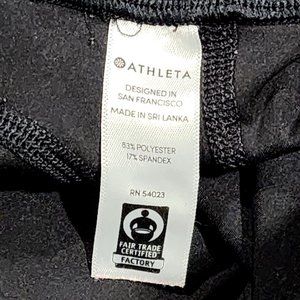 ATHLETA
DESIGNED IN
SAN FRANCISCO
MADE IN SRI LANKA
83% POLYESTER
17% SPANDEX
RN 54023
FAIR TRADE
CERTIFIED
FACTORY